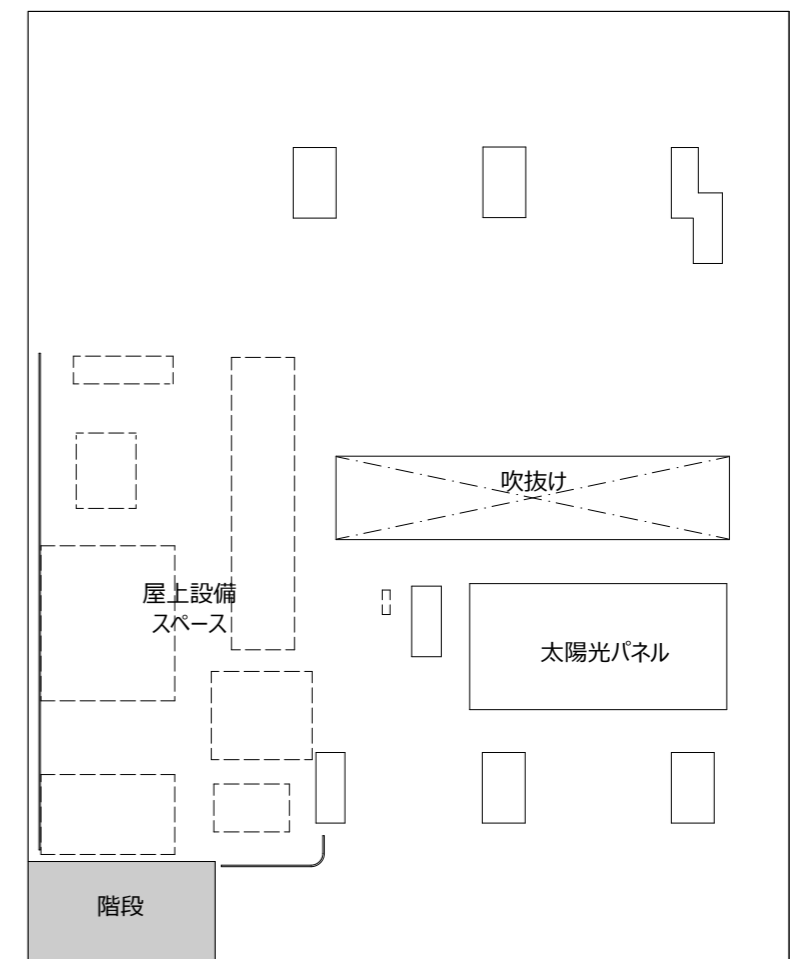 吹抜け
屋上設備
スペース
太陽光パネル
階段